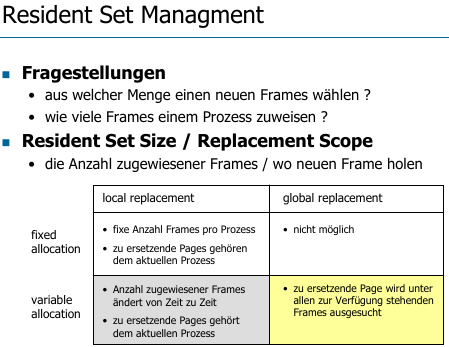 Resident Set Managment
Fragestellungen
• aus welcher Menge einen neuen Frames wählen ?
• wie viele Frames einem Prozess zuweisen ?
Resident Set Size / Replacement Scope
• die Anzahl zugewiesener Frames / wo neuen Frame holen
local replacement
global replacement
fixed
allocation
• fixe Anzahl Frames pro Prozess
• zu ersetzende Pages gehören
dem aktuellen Prozess
• nicht möglich
variable
allocation
• Anzahl zugewiesener Frames
ändert von Zeit zu Zeit
• zu ersetzende Pages gehört
dem aktuellen Prozess
• zu ersetzende Page wird unter
allen zur Verfügung stehenden
Frames ausgesucht